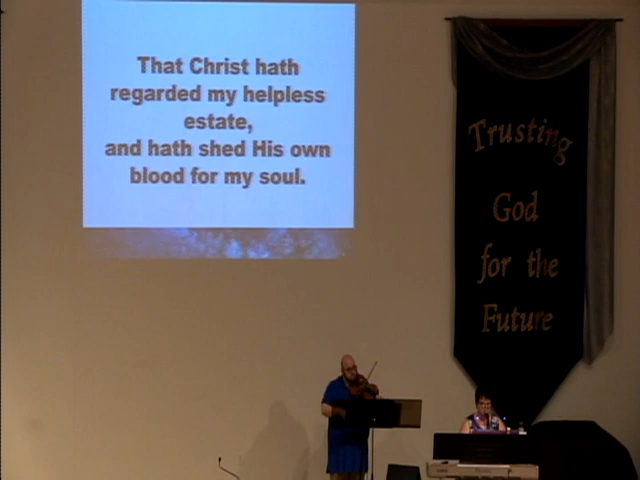 That Christ hath
regarded my helpless
estate,
and hath shed His own
blood for my soul.
Trusting
God
for the
Future